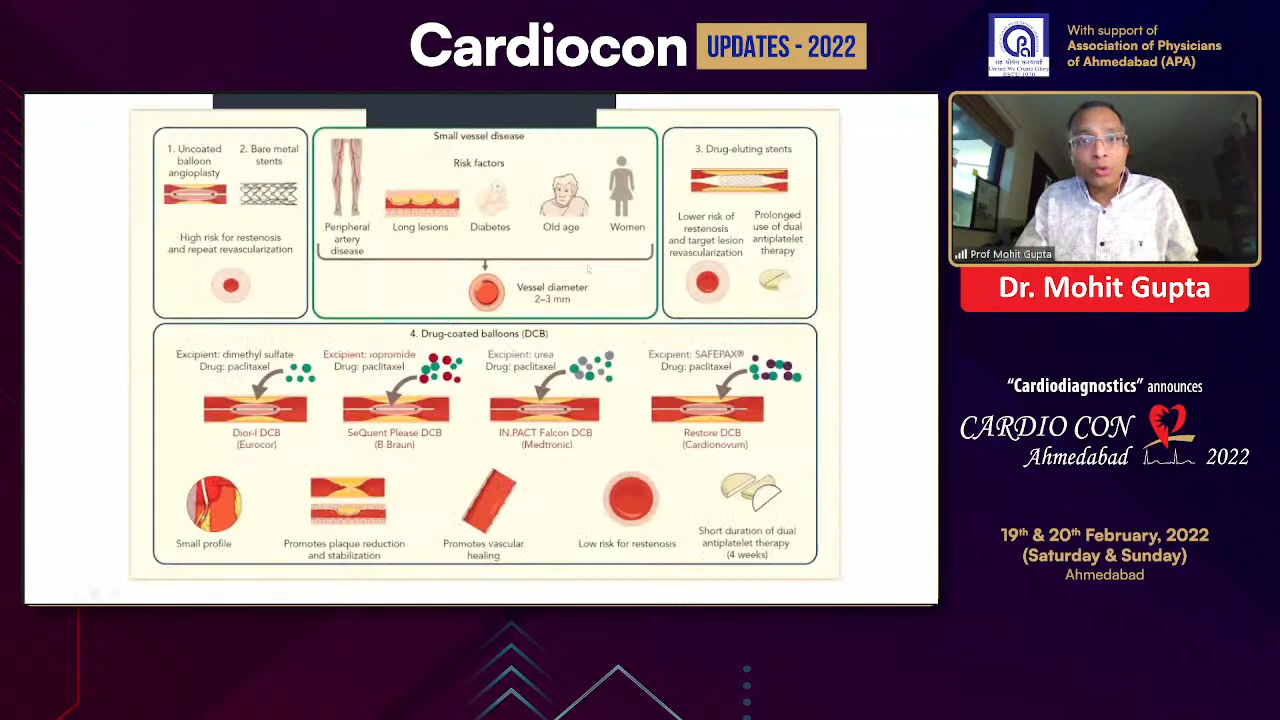 Cardiocon
UPDATES - 2022
With support of
Association of Physicians
of Ahmedabad (APA)
United We Create Glory
ESTD 1970
Small vessel disease
Risk factors
1. Uncoated
balloon
angioplasty
2. Bare metal
stents
High risk for restenosis
and repeat revascularization
Peripheral
artery
disease
Long lesions
Diabetes
Old age
Women
Vessel diameter
2–3 mm
3. Drug-eluting stents
Lower risk of
restenosis
and target lesion
revascularization
Prolonged
use of dual
antiplatelet
therapy
4. Drug-coated balloons (DCB)
Excipient: dimethyl sulfate
Drug: paclitaxel
Excipient: iopromide
Drug: paclitaxel
Excipient: urea
Drug: paclitaxel
Excipient: SAFEPAX®
Drug: paclitaxel
Dior-I DCB
(Eurocor)
SeQuent Please DCB
(B Braun)
IN.PACT Falcon DCB
(Medtronic)
Restore DCB
(Cardionovum)
Small profile
Promotes plaque reduction
and stabilization
Promotes vascular
healing
Low risk for restenosis
Short duration of dual
antiplatelet therapy
(4 weeks)
Prof Mohit Gupta
Dr. Mohit Gupta
“Cardiodiagnostics” announces
CARDIO CON
Ahmedabad 2022
19th & 20th February, 2022
(Saturday & Sunday)
Ahmedabad